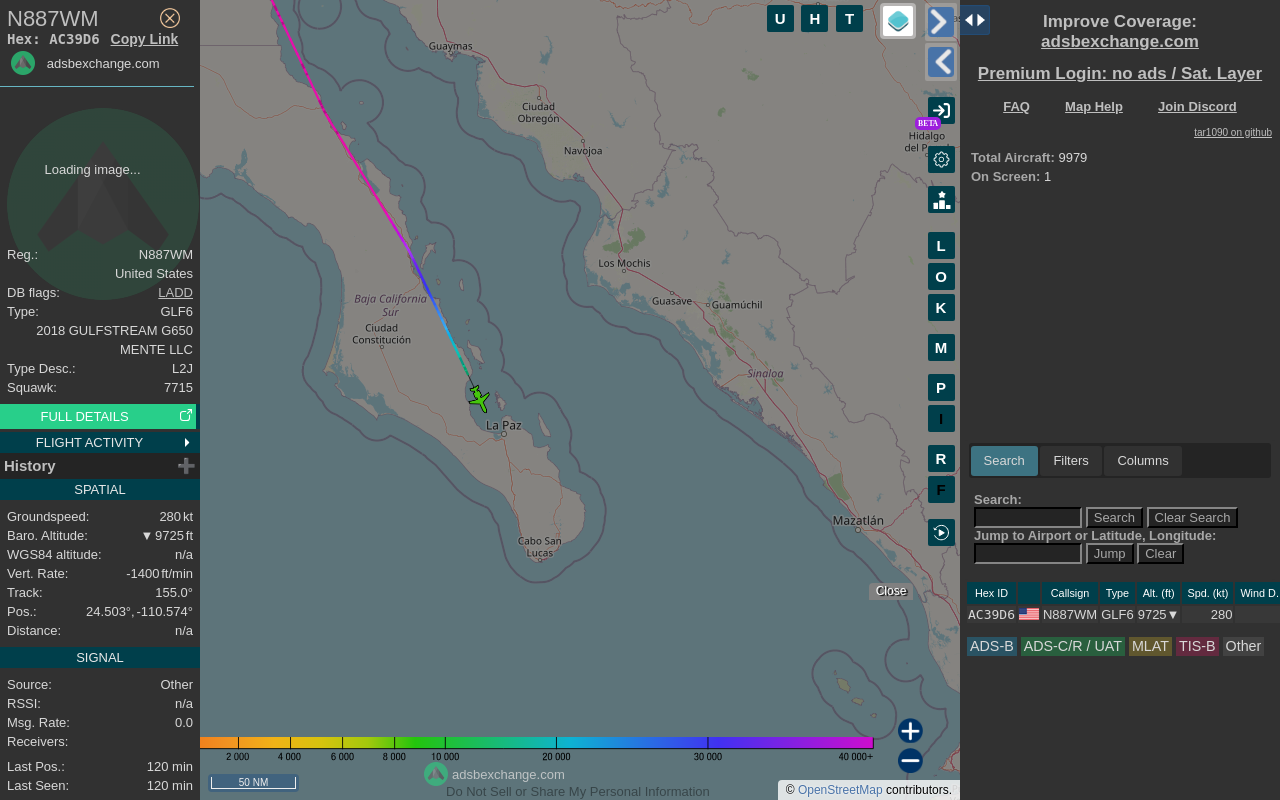 N887WM
Hex: AC39D6 Copy Link
adsbexchange.com
Loading image...
Reg.: N887WM
United States
DB flags: LADD
Type: GLF6
2018 GULFSTREAM G650
MENTE LLC
Type Desc.: L2J
Squawk: 7715
FULL DETAILS
FLIGHT ACTIVITY
History
SPATIAL
Groundspeed: 280 kt
Baro. Altitude: ▼ 9725 ft
WGS84 altitude: n/a
Vert. Rate: -1400 ft/min
Track: 155.0°
Pos.: 24.503°, -110.574°
Distance: n/a
SIGNAL
Source: Other
RSSI: n/a
Msg. Rate: 0.0
Receivers:
Last Pos.: 120 min
Last Seen: 120 min
U H T
Guaymas
Ciudad
Obregón
Navojoa
BETA
Hidalgo
Los Mochis
Guasave
Guamúchil
Baja California
Sur
Ciudad
Constitución
Sinaloa
La Paz
Mazatlán
Cabo San
Lucas
L
O
K
M
P
I
R
F
Close
2 000 4 000 6 000 8 000 10 000 20 000 30 000 40 000+
50 NM
adsbexchange.com
Do Not Sell or Share My Personal Information
© OpenStreetMap contributors.
Improve Coverage:
adsbexchange.com
Premium Login: no ads / Sat. Layer
FAQ Map Help Join Discord
tar1090 on github
Total Aircraft: 9979
On Screen: 1
Search Filters Columns
Search:
Search Clear Search
Jump to Airport or Latitude, Longitude:
Jump Clear
Hex ID Callsign Type Alt. (ft) Spd. (kt) Wind D.
AC39D6 N887WM GLF6 9725▼ 280
ADS-B ADS-C/R / UAT MLAT TIS-B Other